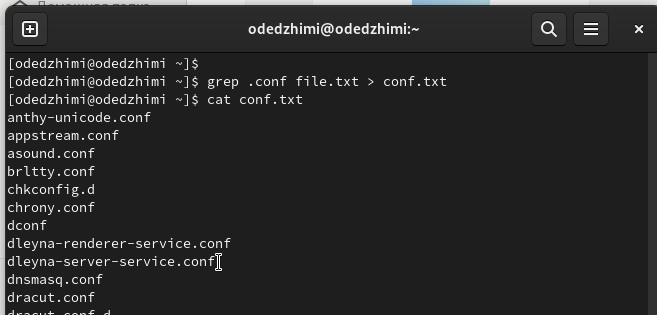 odedzhimi@odedzhimi:~
[odedzhimi@odedzhimi ~]$
[odedzhimi@odedzhimi ~]$ grep .conf file.txt > conf.txt
[odedzhimi@odedzhimi ~]$ cat conf.txt
anthy-unicode.conf
appstream.conf
asound.conf
brltty.conf
chkconfig.d
chrony.conf
dconf
dleyna-renderer-service.conf
dleyna-server-service.conf
dnsmasq.conf
dracut.conf
dracut.conf.d